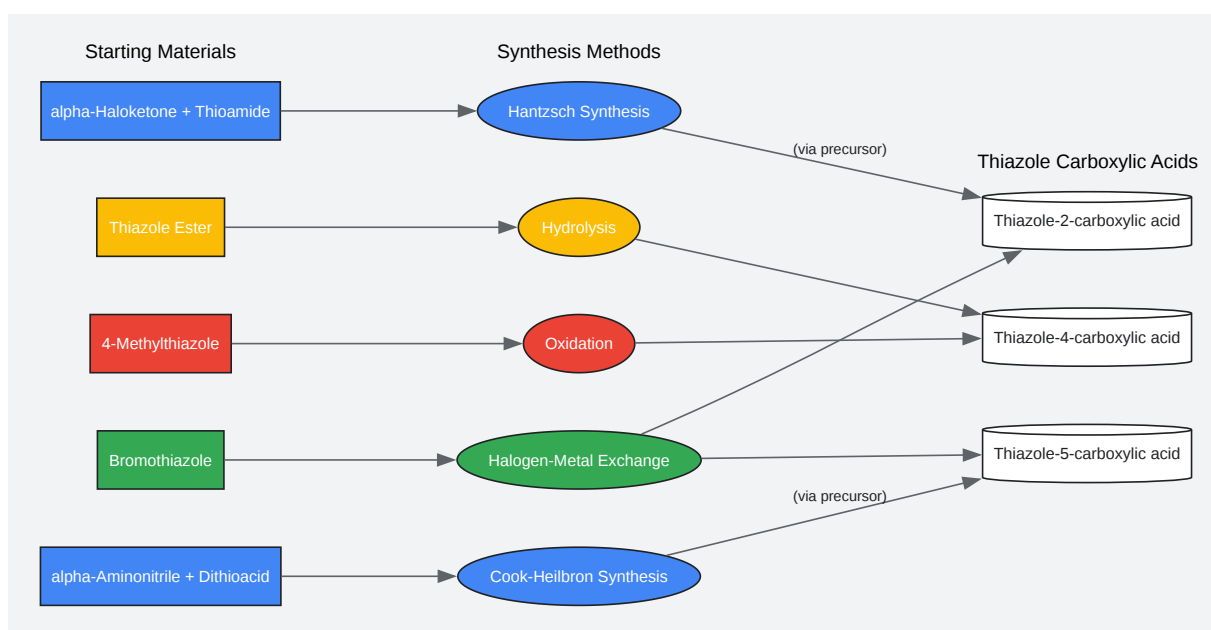 Starting Materials
Synthesis Methods
alpha-Haloketone + Thioamide
Hantzsch Synthesis
(via precursor)
Thiazole Carboxylic Acids
Thiazole-2-carboxylic acid
Thiazole Ester
Hydrolysis
4-Methylthiazole
Oxidation
Thiazole-4-carboxylic acid
Bromothiazole
Halogen-Metal Exchange
Thiazole-5-carboxylic acid
(via precursor)
alpha-Aminonitrile + Dithioacid
Cook-Heilbron Synthesis